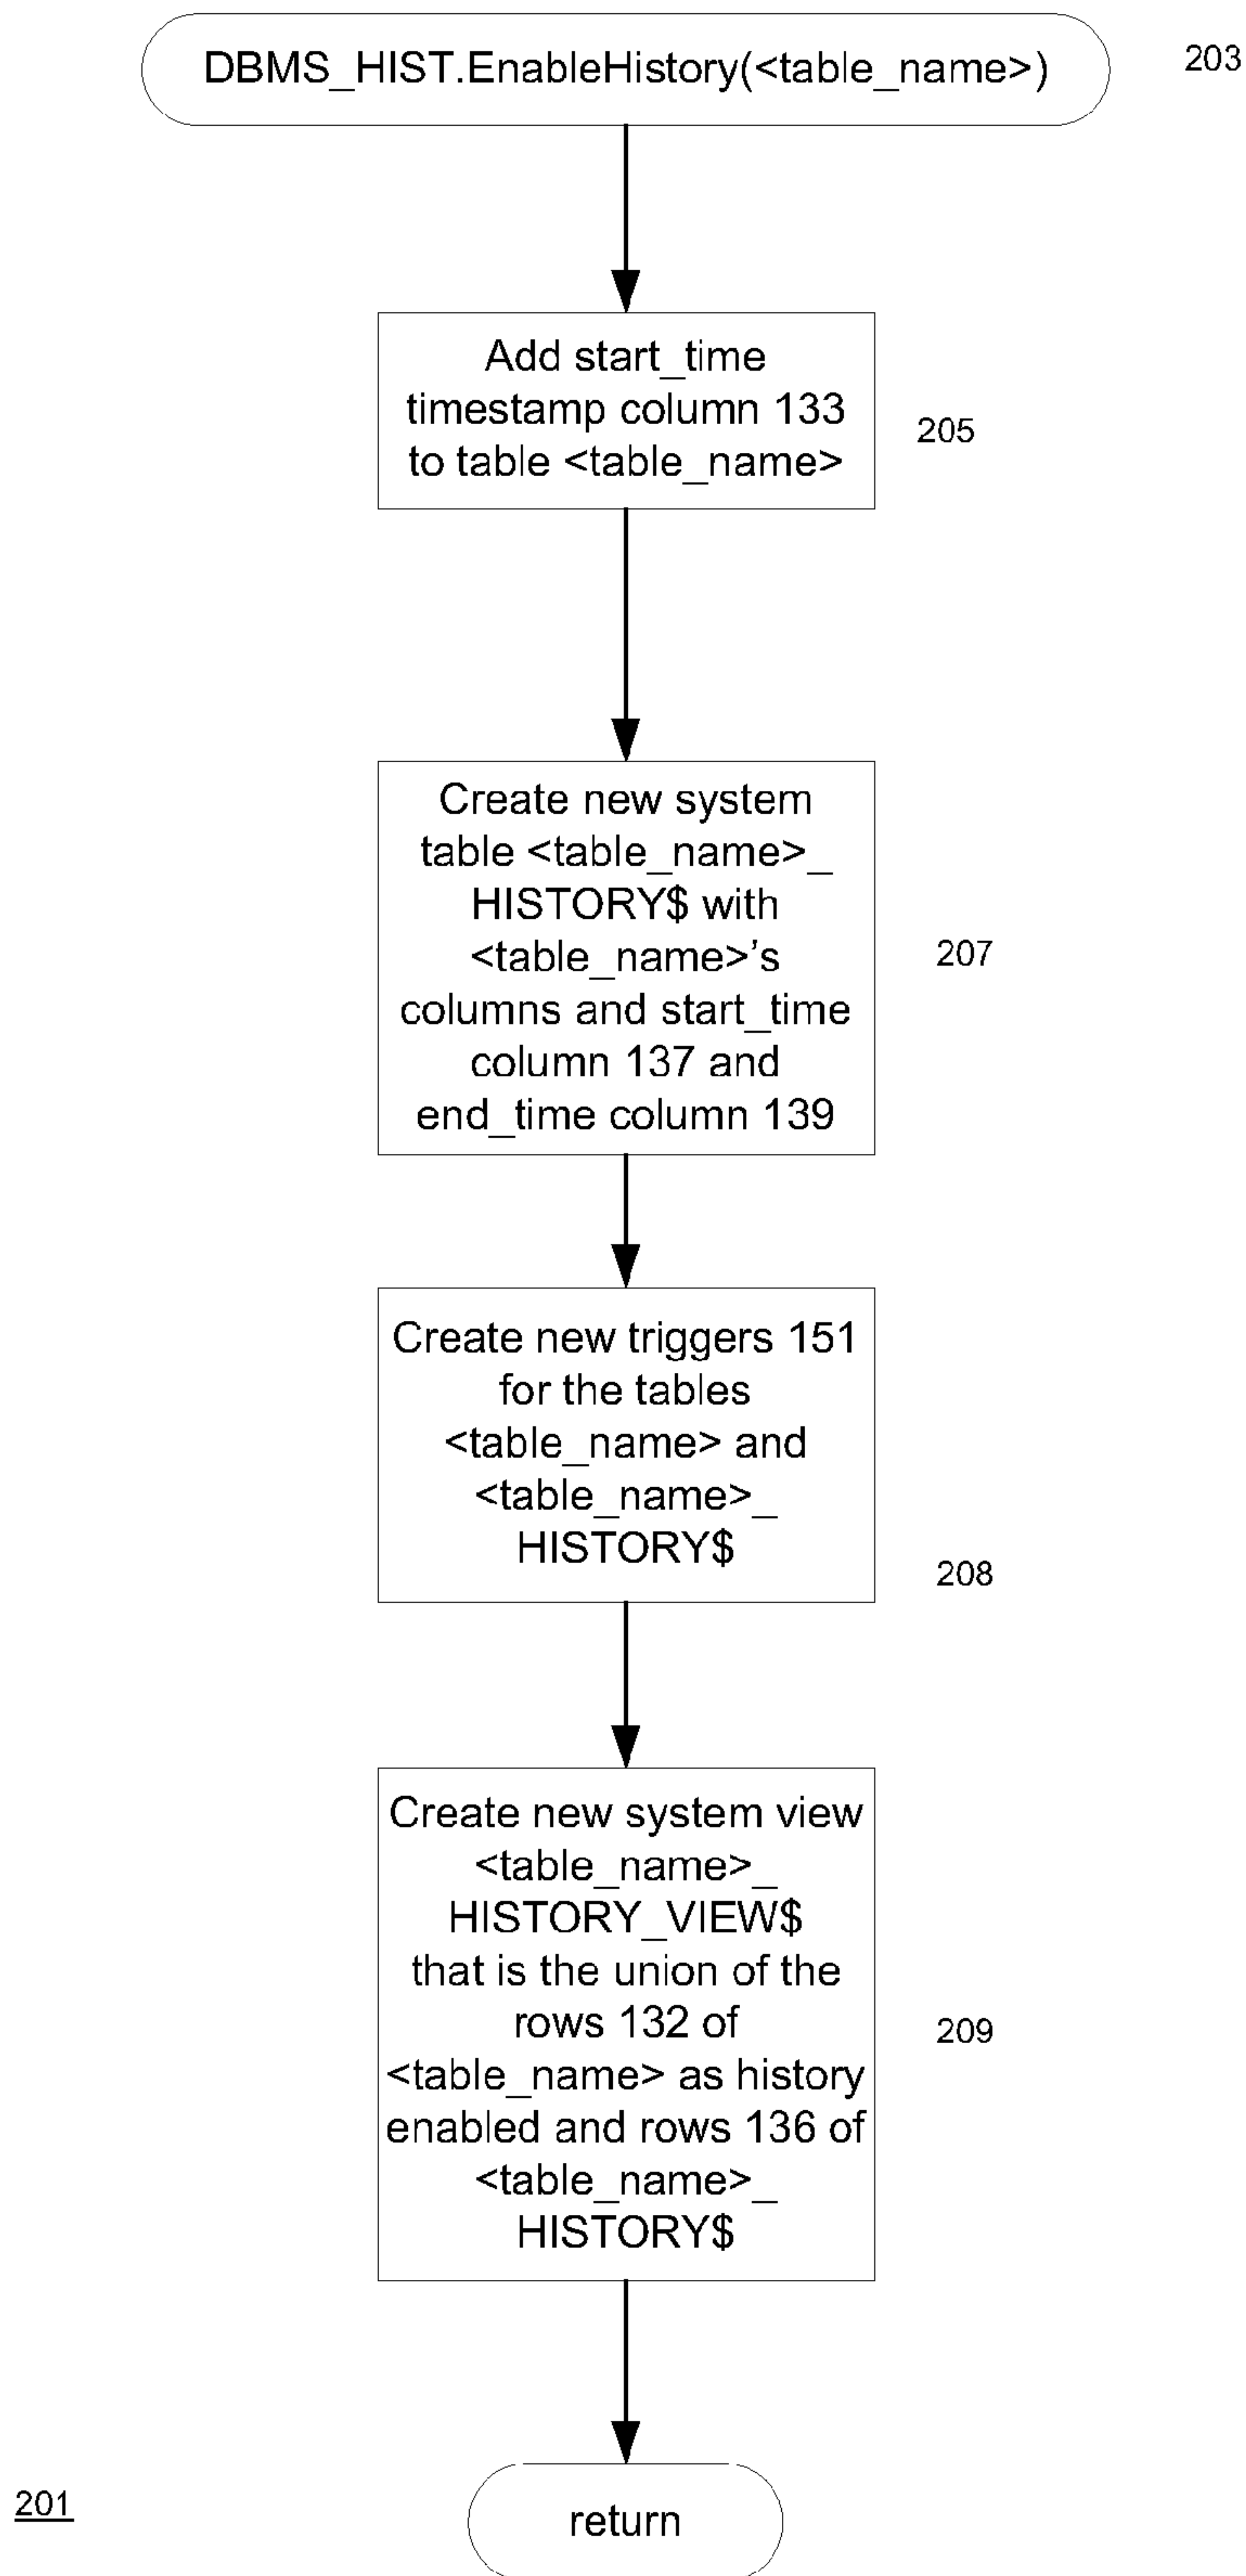 DBMS_HIST.EnableHistory(<table_name>)
203
Add start_time
timestamp column 133
to table <table_name>
205
Create new system
table <table_name>_
HISTORY$ with
<table_name>’s
columns and start_time
column 137 and
end_time column 139
207
Create new triggers 151
for the tables
<table_name> and
<table_name>_
HISTORY$
208
Create new system view
<table_name>_
HISTORY_VIEW$
that is the union of the
rows 132 of
<table_name> as history
enabled and rows 136 of
<table_name>_
HISTORY$
209
return
201